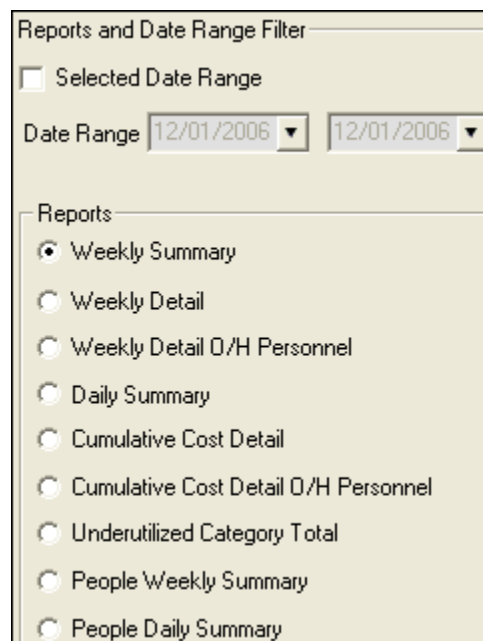 Reports and Date Range Filter
Selected Date Range
Date Range 12/01/2006 12/01/2006
Reports
Weekly Summary
Weekly Detail
Weekly Detail O/H Personnel
Daily Summary
Cumulative Cost Detail
Cumulative Cost Detail O/H Personnel
Underutilized Category Total
People Weekly Summary
People Daily Summary